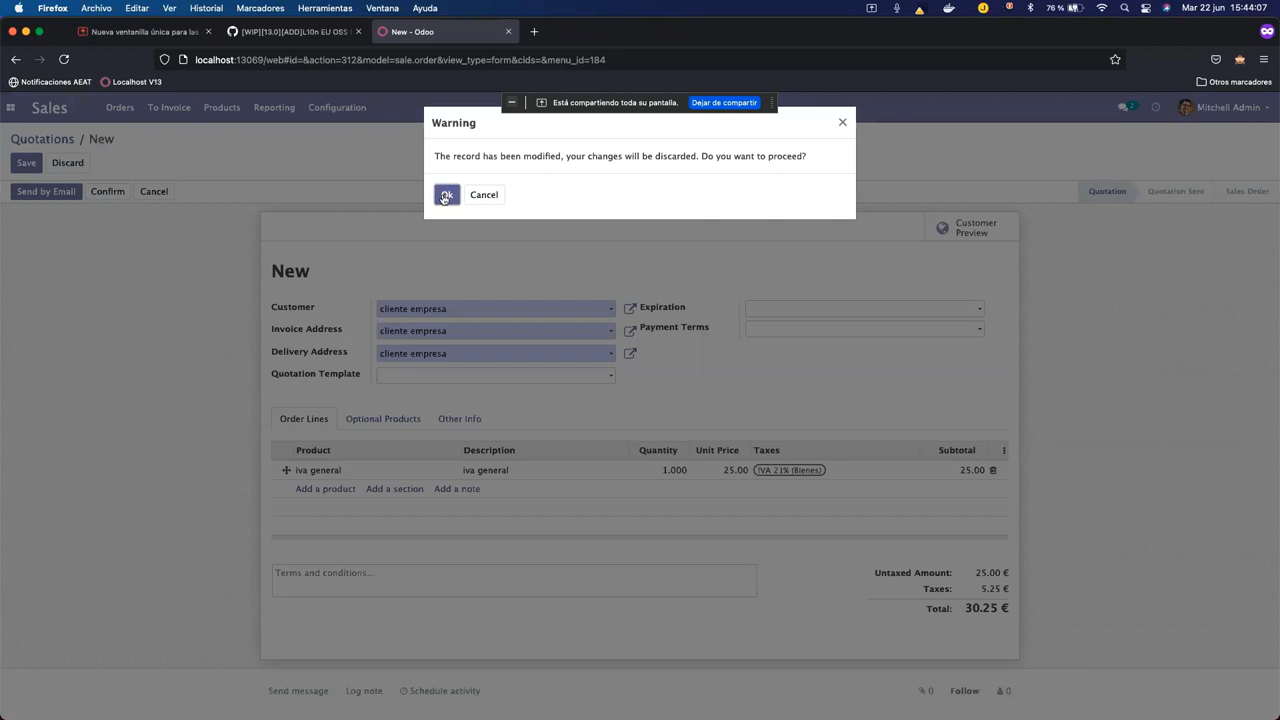 Firefox Archivo Editar Ver Historial Marcadores Herramientas Ventana Ayuda 76 % Mar 22 jun 15:44:07
Nueva ventanilla única para las [WIP][13.0][ADD]L10n EU OSS New - Odoo
localhost:13069/web#id=&action=312&model=sale.order&view_type=form&cids=&menu_id=184
Notificaciones AEAT Localhost V13 Otros marcadores
Está compartiendo toda su pantalla. Dejar de compartir
Sales Orders To Invoice Products Reporting Configuration 2 Mitchell Admin
Warning
Quotations / New
The record has been modified, your changes will be discarded. Do you want to proceed?
Save Discard
Send by Email Confirm Cancel Quotation Quotation Sent Sales Order
Ok Cancel
Customer Preview
New
Customer cliente empresa Expiration
Invoice Address cliente empresa Payment Terms
Delivery Address cliente empresa
Quotation Template
Order Lines Optional Products Other Info
Product Description Quantity Unit Price Taxes Subtotal
iva general iva general 1.000 25.00 IVA 21% (Bienes) 25.00 €
Add a product Add a section Add a note
Terms and conditions...
Untaxed Amount: 25.00 €
Taxes: 5.25 €
Total: 30.25 €
Send message Log note Schedule activity 0 Follow 0